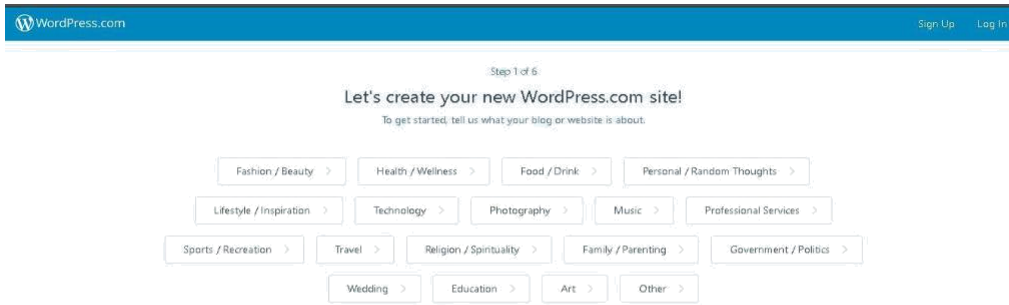 WordPress.com Sign Up Log In
Step 1 of 6
Let's create your new WordPress.com site!
To get started, tell us what your blog or website is about.
Fashion / Beauty Health / Wellness Food / Drink Personal / Random Thoughts
Lifestyle / Inspiration Technology Photography Music Professional Services
Sports / Recreation Travel Religion / Spirituality Family / Parenting Government / Politics
Wedding Education Art Other